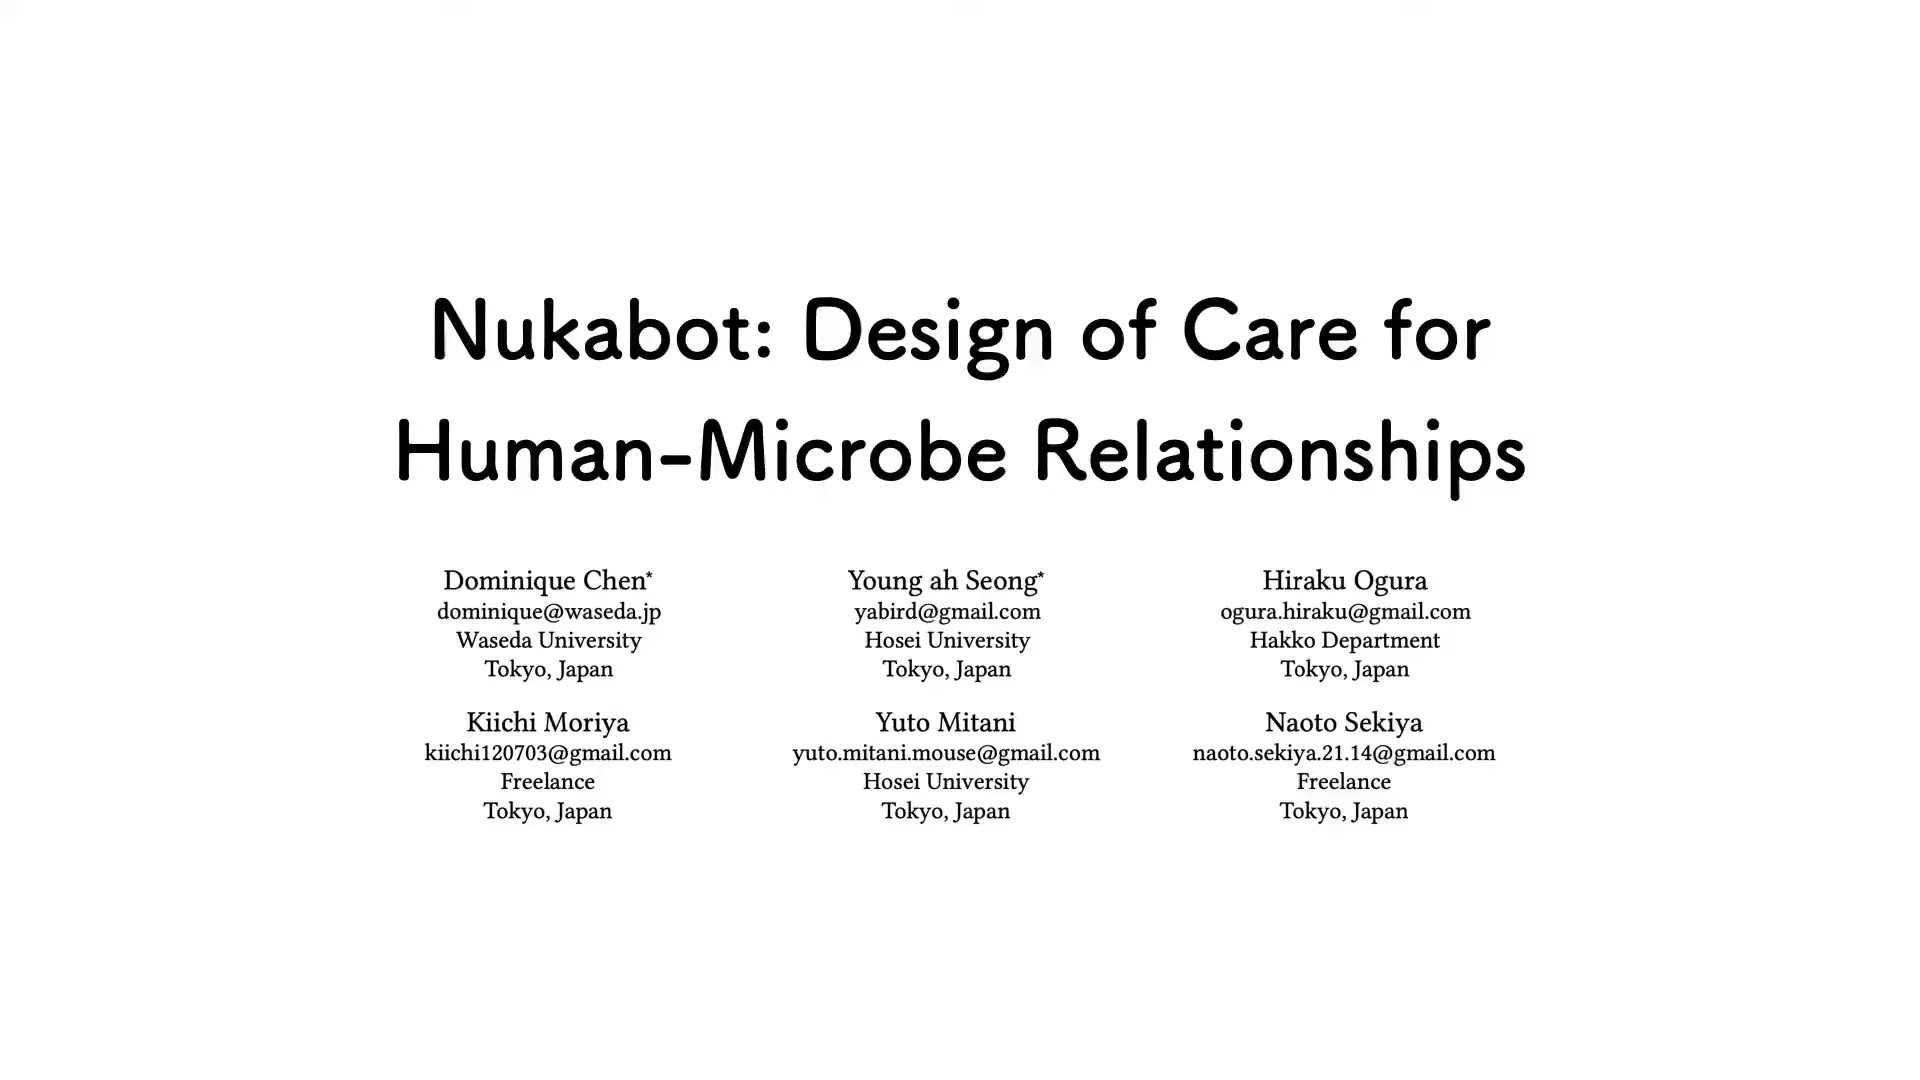 Nukabot: Design of Care for
Human-Microbe Relationships
Dominique Chen*
dominique@waseda.jp
Waseda University
Tokyo, Japan
Young ah Seong*
yabird@gmail.com
Hosei University
Tokyo, Japan
Hiraku Ogura
ogura.hiraku@gmail.com
Hakko Department
Tokyo, Japan
Kiichi Moriya
kiichi120703@gmail.com
Freelance
Tokyo, Japan
Yuto Mitani
yuto.mitani.mouse@gmail.com
Hosei University
Tokyo, Japan
Naoto Sekiya
naoto.sekiya.21.14@gmail.com
Freelance
Tokyo, Japan